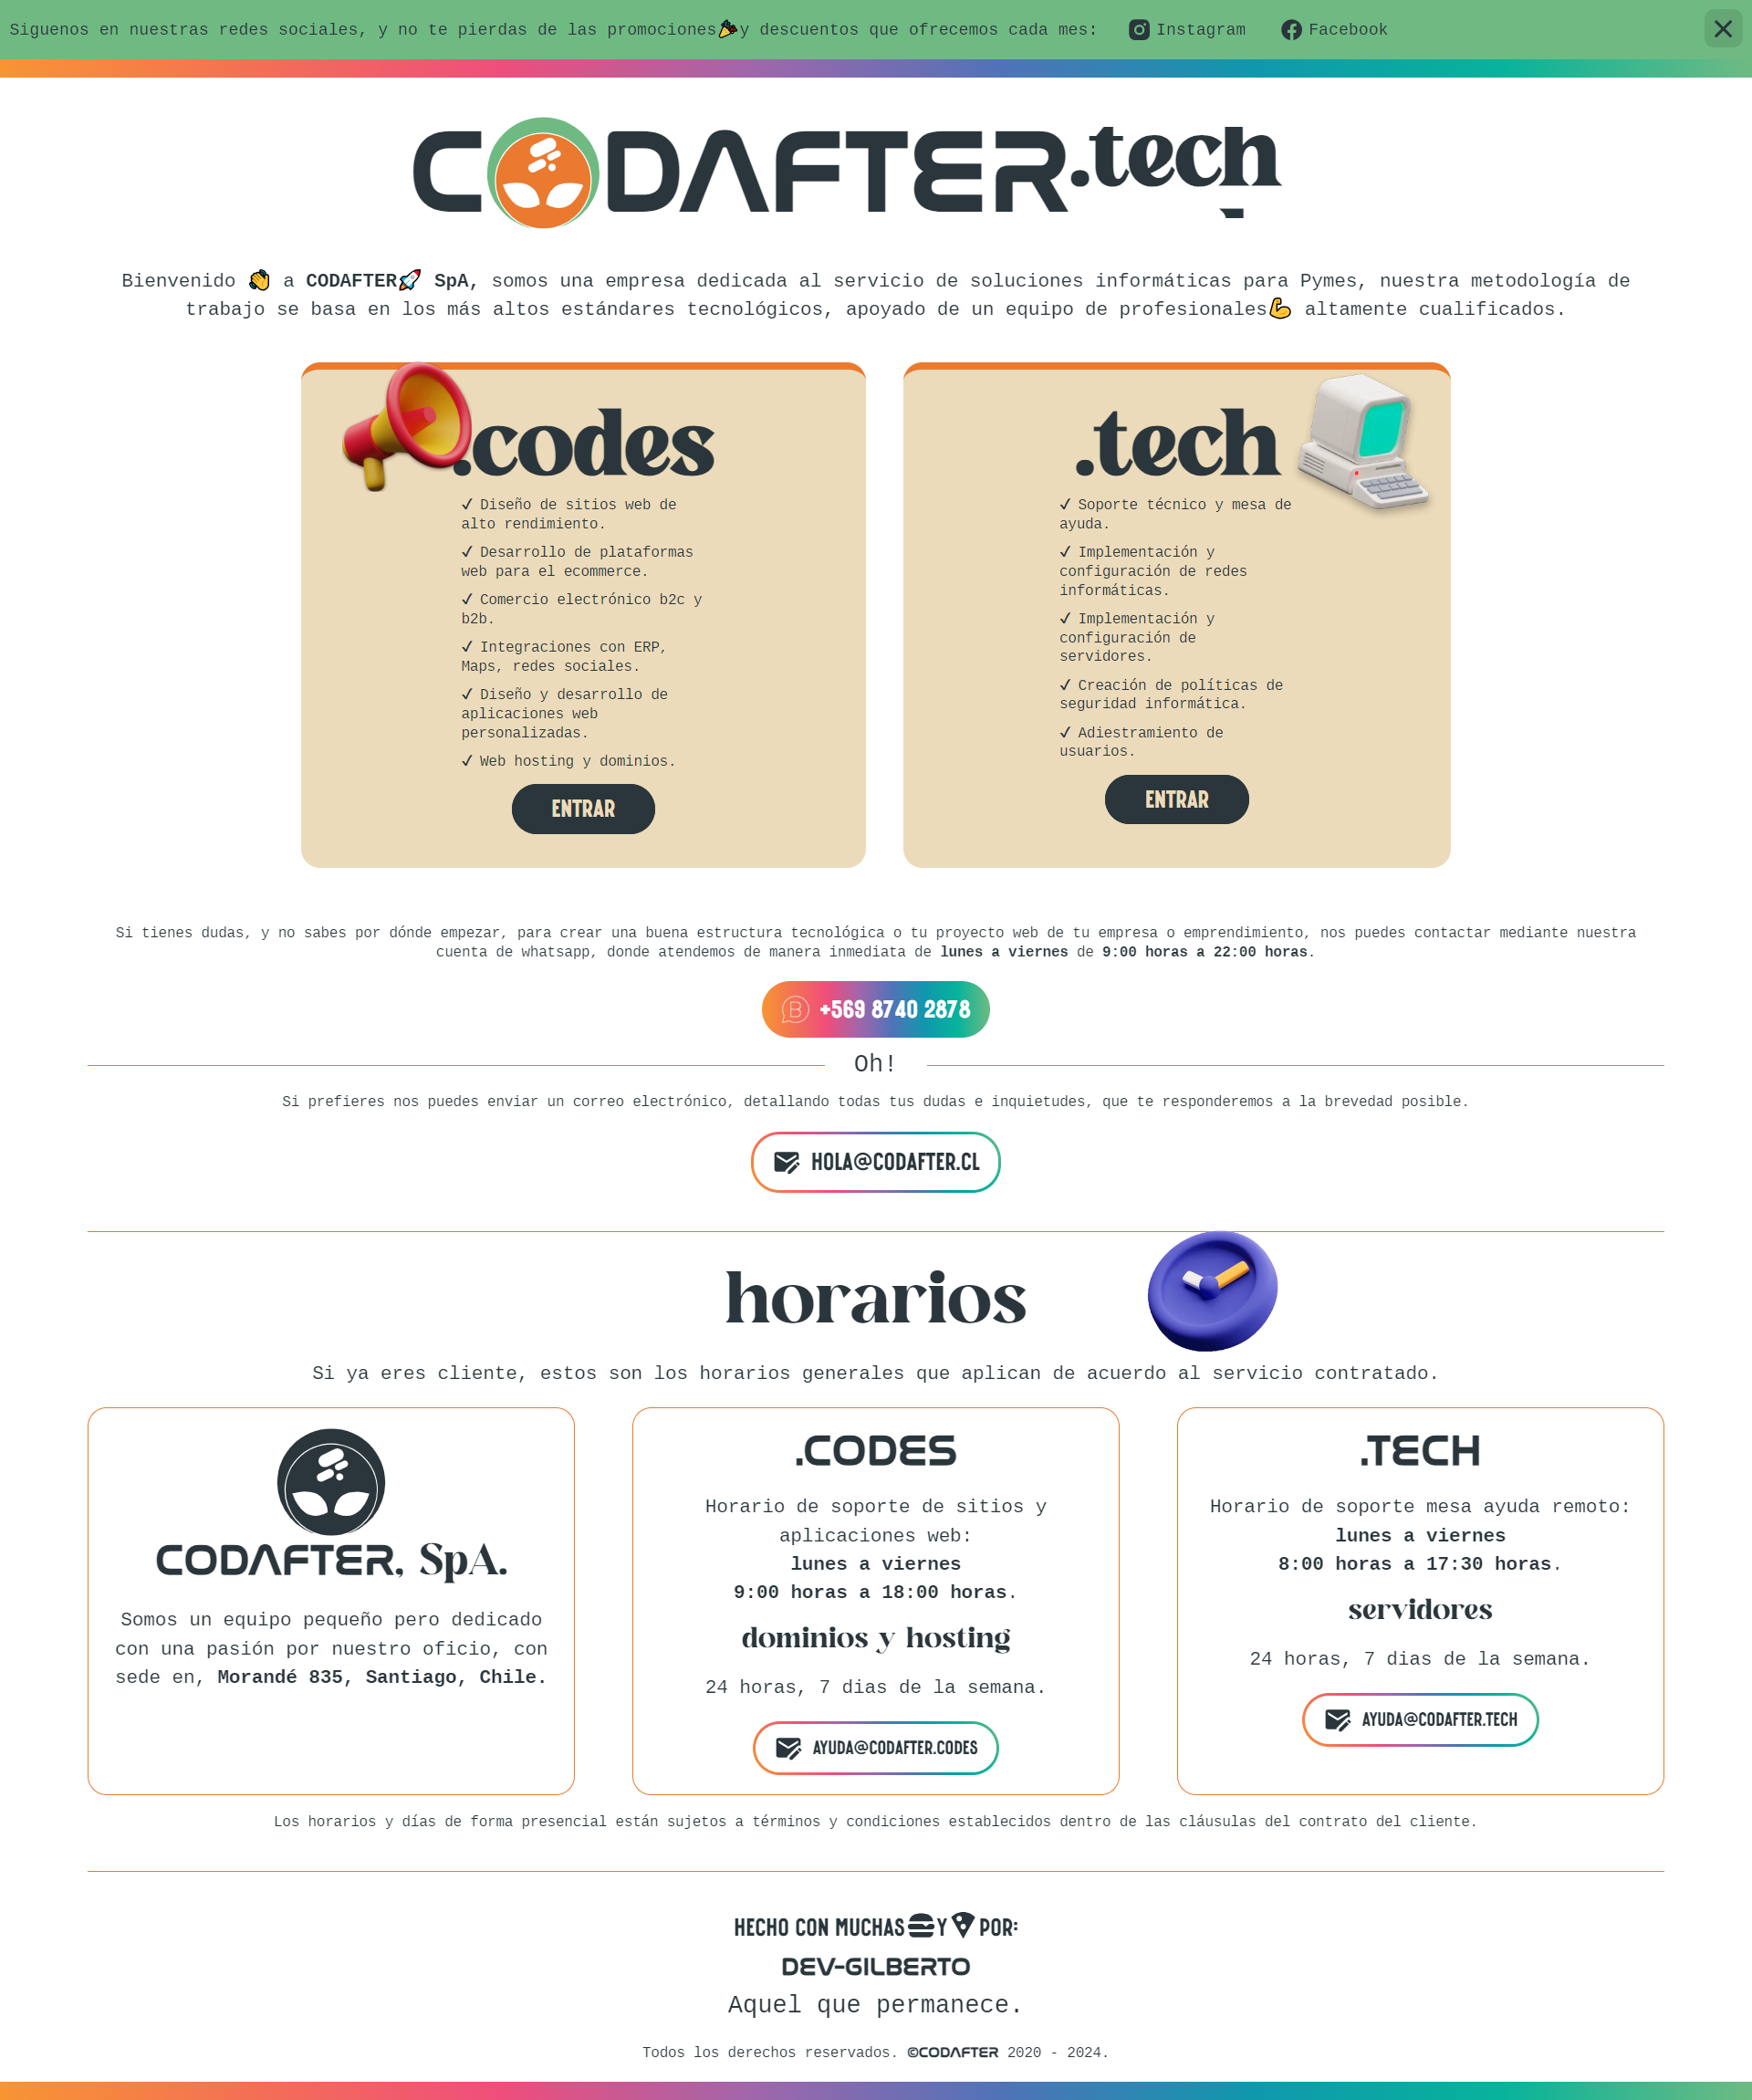 Siguenos en nuestras redes sociales, y no te pierdas de las promociones🎉y descuentos que ofrecemos cada mes: Instagram Facebook
CODAFTER.tech
Bienvenido 👏 a CODAFTER🚀 SpA, somos una empresa dedicada al servicio de soluciones informáticas para Pymes, nuestra metodología de
trabajo se basa en los más altos estándares tecnológicos, apoyado de un equipo de profesionales💪 altamente cualificados.
.codes
✓ Diseño de sitios web de
alto rendimiento.
✓ Desarrollo de plataformas
web para el ecommerce.
✓ Comercio electrónico b2c y
b2b.
✓ Integraciones con ERP,
Maps, redes sociales.
✓ Diseño y desarrollo de
aplicaciones web
personalizadas.
✓ Web hosting y dominios.
ENTRAR
.tech
✓ Soporte técnico y mesa de
ayuda.
✓ Implementación y
configuración de redes
informáticas.
✓ Implementación y
configuración de
servidores.
✓ Creación de políticas de
seguridad informática.
✓ Adiestramiento de
usuarios.
ENTRAR
Si tienes dudas, y no sabes por dónde empezar, para crear una buena estructura tecnológica o tu proyecto web de tu empresa o emprendimiento, nos puedes contactar mediante nuestra
cuenta de whatsapp, donde atendemos de manera inmediata de lunes a viernes de 9:00 horas a 22:00 horas.
+569 8740 2878
Oh!
Si prefieres nos puedes enviar un correo electrónico, detallando todas tus dudas e inquietudes, que te responderemos a la brevedad posible.
HOLA@CODAFTER.CL
horarios
Si ya eres cliente, estos son los horarios generales que aplican de acuerdo al servicio contratado.
CODAFTER, SpA.
Somos un equipo pequeño pero dedicado
con una pasión por nuestro oficio, con
sede en, Morandé 835, Santiago, Chile.
.CODES
Horario de soporte de sitios y
aplicaciones web:
lunes a viernes
9:00 horas a 18:00 horas.
dominios y hosting
24 horas, 7 dias de la semana.
AYUDA@CODAFTER.CODES
.TECH
Horario de soporte mesa ayuda remoto:
lunes a viernes
8:00 horas a 17:30 horas.
servidores
24 horas, 7 dias de la semana.
AYUDA@CODAFTER.TECH
Los horarios y días de forma presencial están sujetos a términos y condiciones establecidos dentro de las cláusulas del contrato del cliente.
HECHO CON MUCHAS Y POR:
DEV-GILBERTO
Aquel que permanece.
Todos los derechos reservados. ©CODAFTER 2020 - 2024.